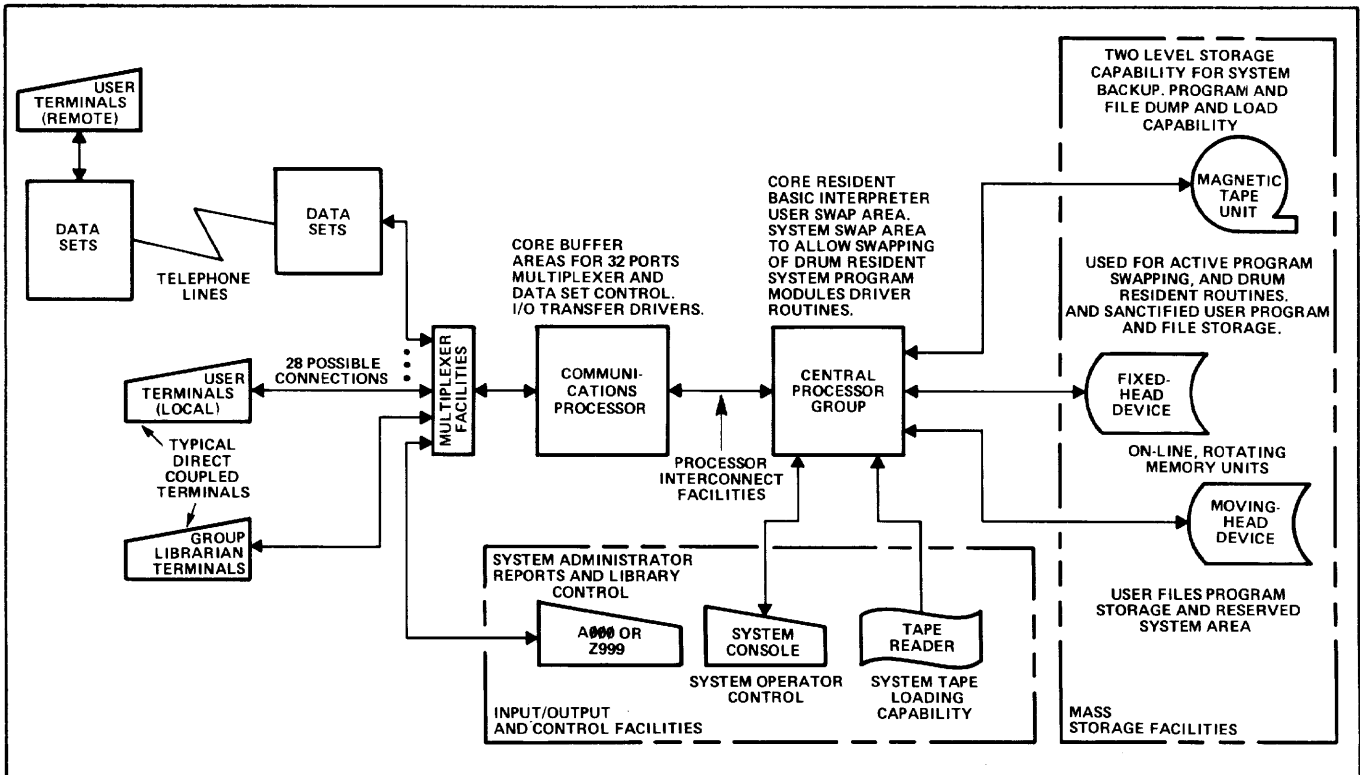 USER
TERMINALS
(REMOTE)
DATA
SETS
TELEPHONE
LINES
DATA
SETS
28 POSSIBLE
CONNECTIONS
USER
TERMINALS
(LOCAL)
TYPICAL
DIRECT
COUPLED
TERMINALS
GROUP
LIBRARIAN
TERMINALS
MULTIPLEXER
FACILITIES
CORE BUFFER
AREAS FOR 32 PORTS
MULTIPLEXER AND
DATA SET CONTROL.
I/O TRANSFER DRIVERS.
COMMUNI-
CATIONS
PROCESSOR
PROCESSOR
INTERCONNECT
FACILITIES
CORE RESIDENT
BASIC INTERPRETER
USER SWAP AREA.
SYSTEM SWAP AREA
TO ALLOW SWAPPING
OF DRUM RESIDENT
SYSTEM PROGRAM
MODULES DRIVER
ROUTINES.
CENTRAL
PROCESSOR
GROUP
SYSTEM ADMINISTRATOR
REPORTS AND LIBRARY
CONTROL
A000 OR
Z999
SYSTEM
CONSOLE
SYSTEM OPERATOR
CONTROL
TAPE
READER
SYSTEM TAPE
LOADING
CAPABILITY
INPUT/OUTPUT
AND CONTROL FACILITIES
TWO LEVEL STORAGE
CAPABILITY FOR SYSTEM
BACKUP. PROGRAM AND
FILE DUMP AND LOAD
CAPABILITY
MAGNETIC
TAPE
UNIT
USED FOR ACTIVE PROGRAM
SWAPPING, AND DRUM
RESIDENT ROUTINES.
AND SANCTIFIED USER PROGRAM
AND FILE STORAGE.
FIXED-
HEAD
DEVICE
ON-LINE, ROTATING
MEMORY UNITS
MOVING-
HEAD
DEVICE
USER FILES PROGRAM
STORAGE AND RESERVED
SYSTEM AREA
MASS
STORAGE FACILITIES